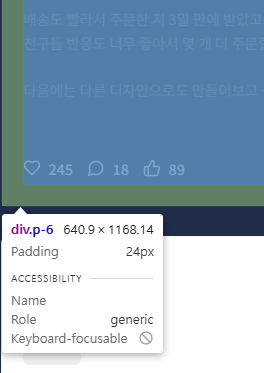 배송도 빨라서 주문한 지 3일 만에 받았고
친구들 반응도 너무 좋아서 몇 개 더 주문할
다음에는 다른 디자인으로도 만들어보고
245 18 89
div.p-6 640.9 × 1168.14
Padding 24px
ACCESSIBILITY
Name
Role generic
Keyboard-focusable